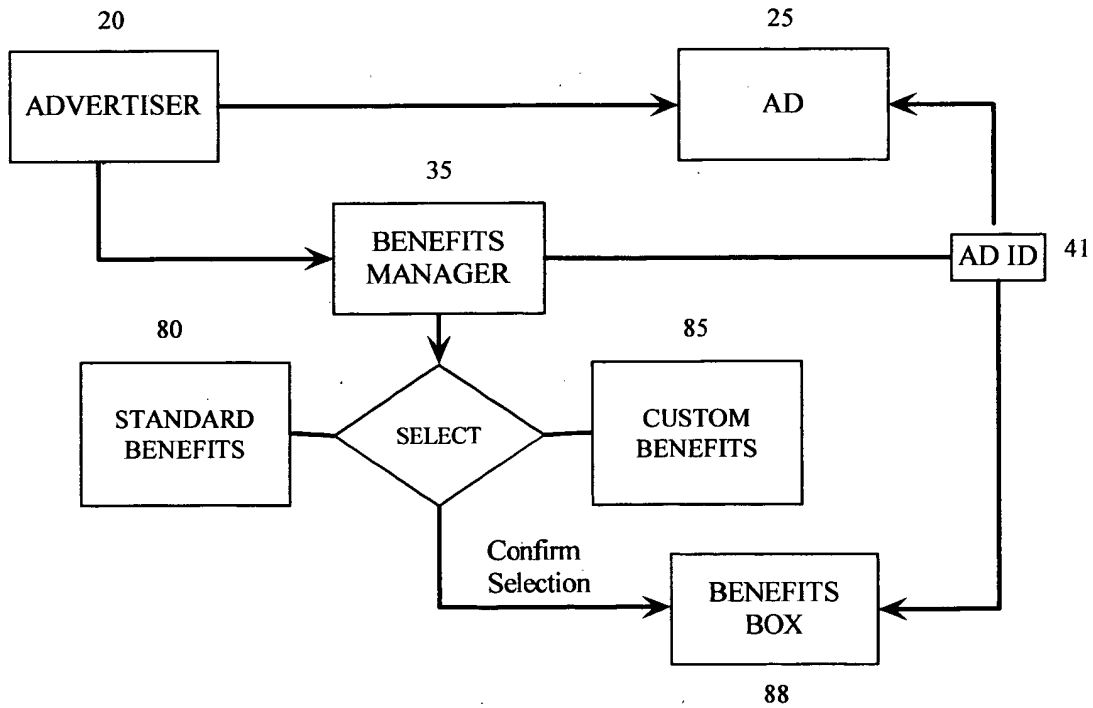 20
25
ADVERTISER
AD
35
BENEFITS
MANAGER
AD ID
41
80
85
STANDARD
BENEFITS
SELECT
CUSTOM
BENEFITS
Confirm
Selection
BENEFITS
BOX
88